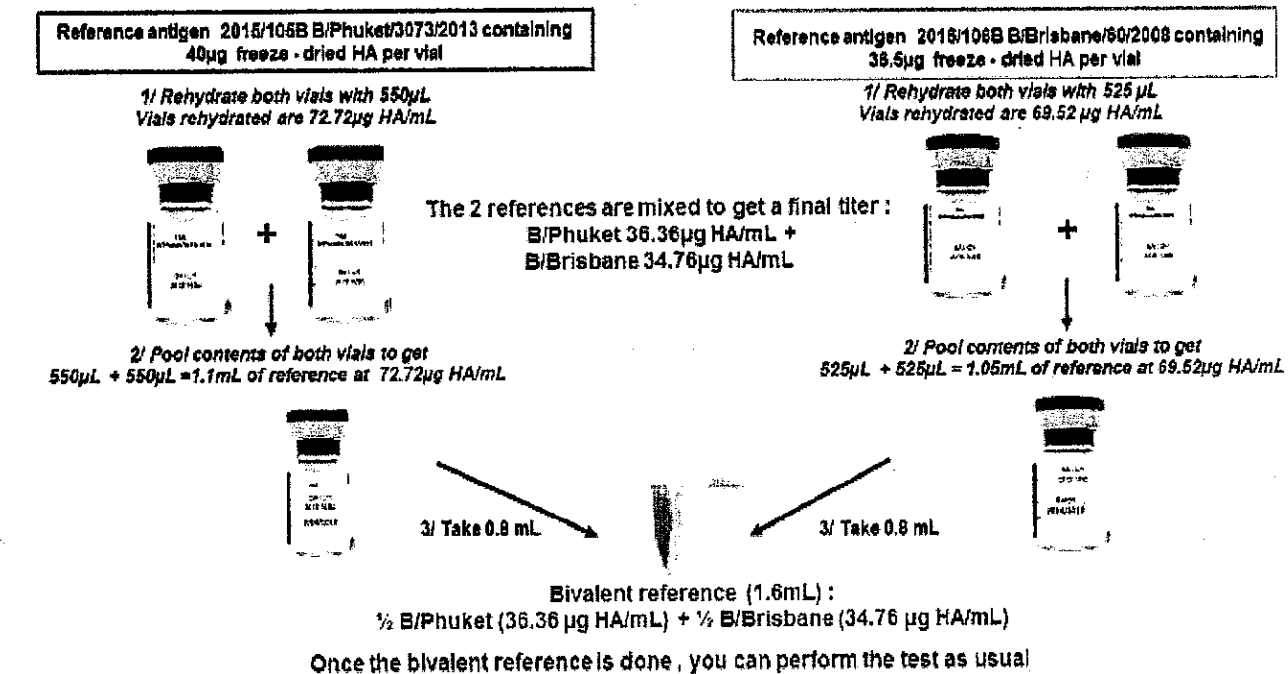 Reference antigen 2015/105B B/Phuket/3073/2013 containing
40µg freeze - dried HA per vial
1/ Rehydrate both vials with 550µL
Vials rehydrated are 72.72µg HA/mL
Reference antigen 2016/106B B/Brisbane/60/2008 containing
36.5µg freeze - dried HA per vial
1/ Rehydrate both vials with 525 µL
Vials rehydrated are 69.52 µg HA/mL
+
The 2 references are mixed to get a final titer :
B/Phuket 36.36µg HA/mL +
B/Brisbane 34.76µg HA/mL
+
2/ Pool contents of both vials to get
550µL + 550µL =1.1mL of reference at 72.72µg HA/mL
2/ Pool contents of both vials to get
525µL + 525µL = 1.05mL of reference at 69.52µg HA/mL
3/ Take 0.8 mL
3/ Take 0.8 mL
Bivalent reference (1.6mL) :
½ B/Phuket (36.36 µg HA/mL) + ½ B/Brisbane (34.76 µg HA/mL)
Once the bivalent reference is done , you can perform the test as usual